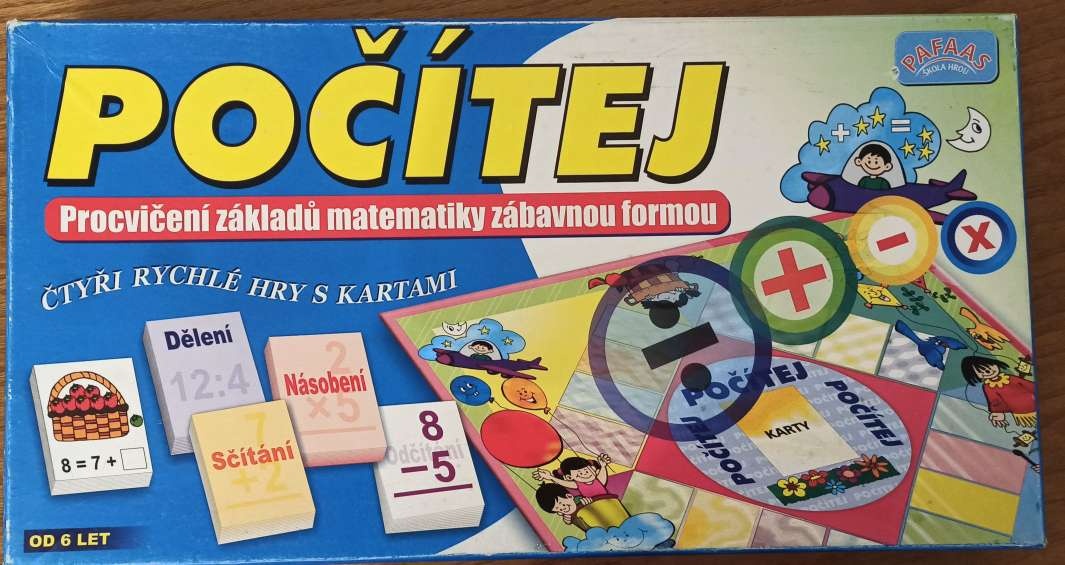 POČÍTEJ
PAFAAS
ŠKOLA HROU
Procvičení základů matematiky zábavnou formou
ČTYŘI RYCHLÉ HRY S KARTAMI
+ =
+
-
x
Dělení
12:4
2
Násobení
×5
8 = 7 +
7
Sčítání
+2
8
Odčítání
-5
POČÍTEJ
POČÍTEJ
POČÍTEJ
KARTY
OD 6 LET